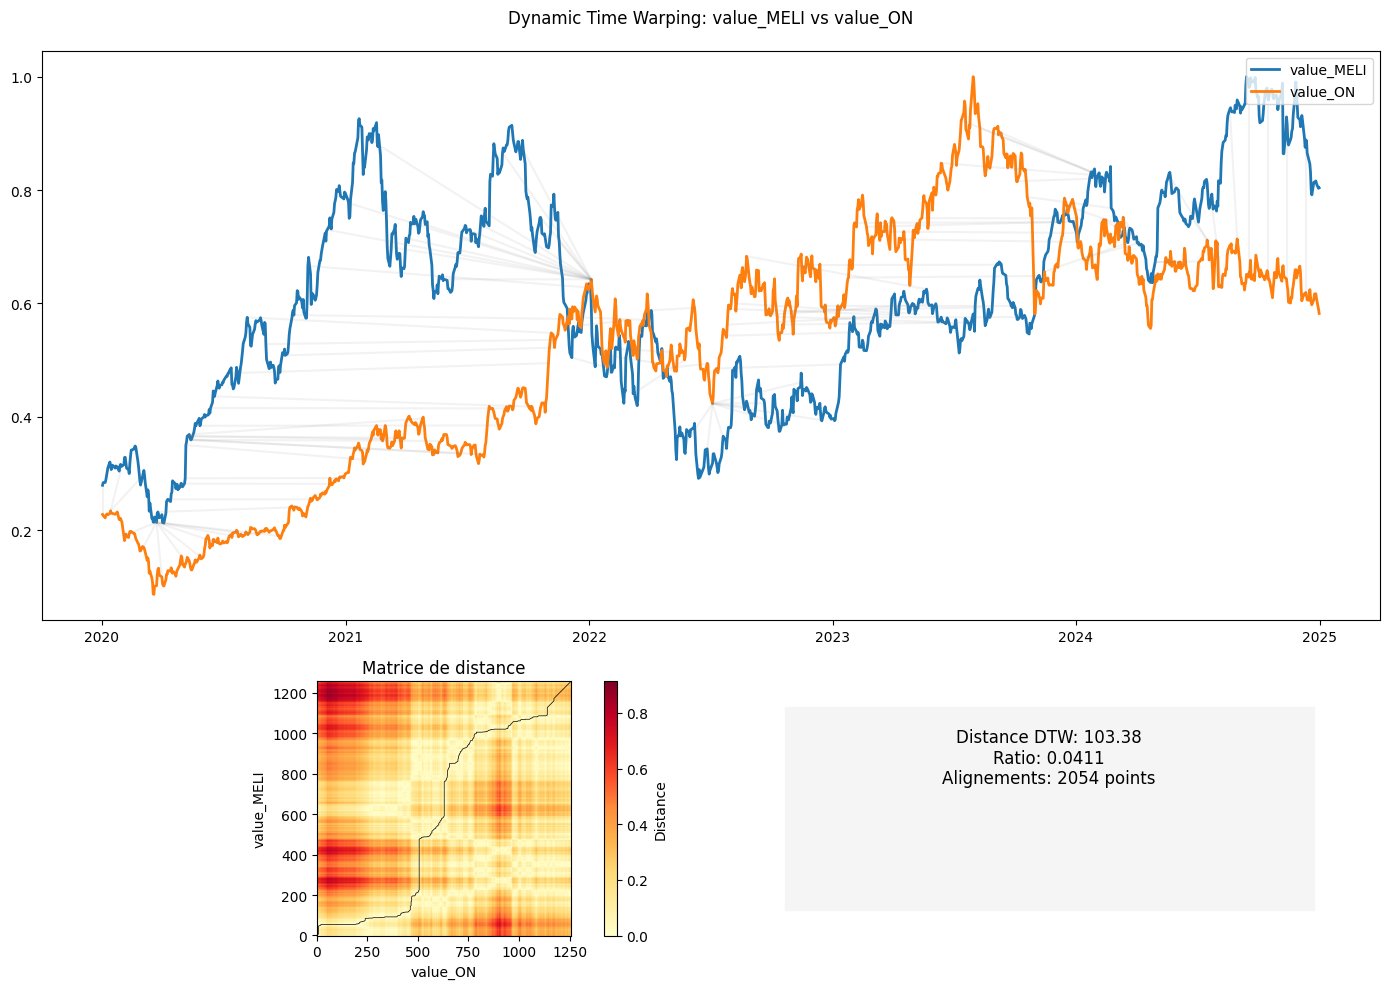 Dynamic Time Warping: value_MELI vs value_ON
value_MELI
value_ON
1.0
0.8
0.6
0.4
0.2
2020 2021 2022 2023 2024 2025
Matrice de distance
value_MELI
1200
1000
800
600
400
200
0
0 250 500 750 1000 1250
value_ON
0.8
0.6
0.4
0.2
0.0
Distance
Distance DTW: 103.38
Ratio: 0.0411
Alignements: 2054 points